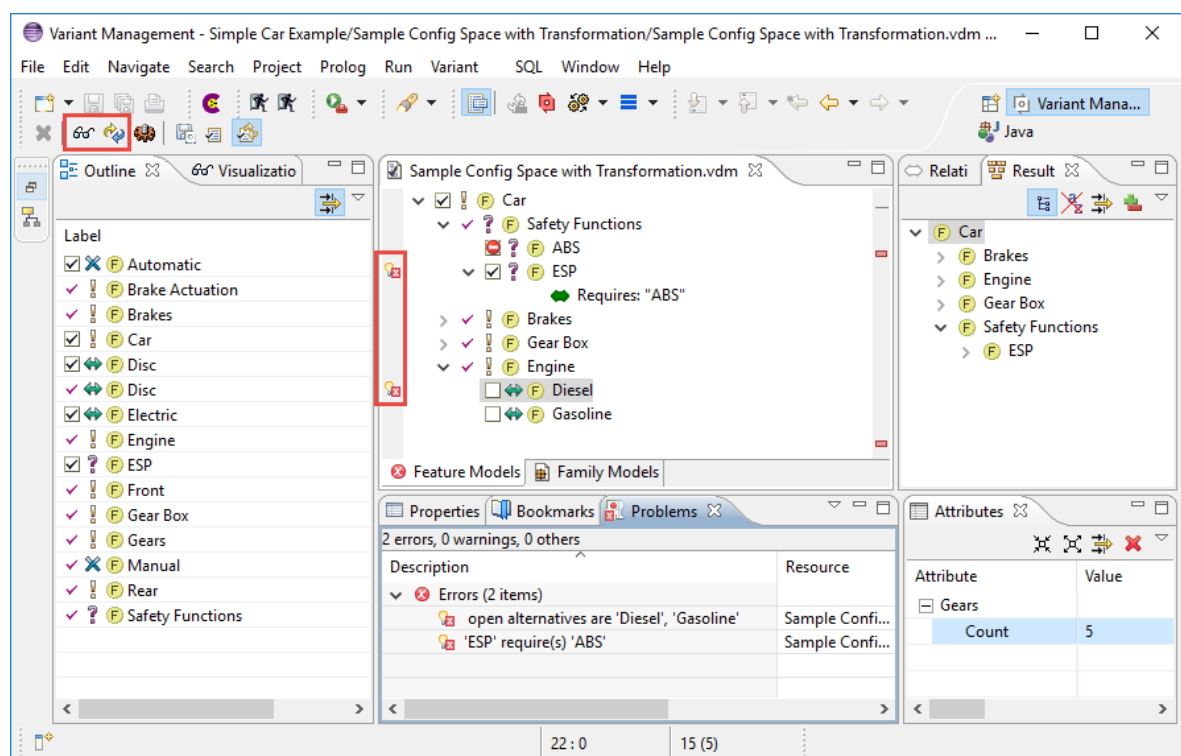 Variant Management - Simple Car Example/Sample Config Space with Transformation/Sample Config Space with Transformation.vdm ...
File Edit Navigate Search Project Prolog Run Variant SQL Window Help
Variant Mana...
Java
Outline
Visualizatio
Label
F Automatic
F Brake Actuation
F Brakes
F Car
F Disc
F Disc
F Electric
F Engine
F ESP
F Front
F Gear Box
F Gears
F Manual
F Rear
F Safety Functions
Sample Config Space with Transformation.vdm
F Car
F Safety Functions
F ABS
F ESP
Requires: "ABS"
F Brakes
F Gear Box
F Engine
F Diesel
F Gasoline
Feature Models
Family Models
Relati
Result
F Car
F Brakes
F Engine
F Gear Box
F Safety Functions
F ESP
Properties
Bookmarks
Problems
2 errors, 0 warnings, 0 others
Description Resource
Errors (2 items)
open alternatives are 'Diesel', 'Gasoline' Sample Confi...
'ESP' require(s) 'ABS' Sample Confi...
Attributes
Attribute Value
Gears
Count 5
22 : 0
15 (5)